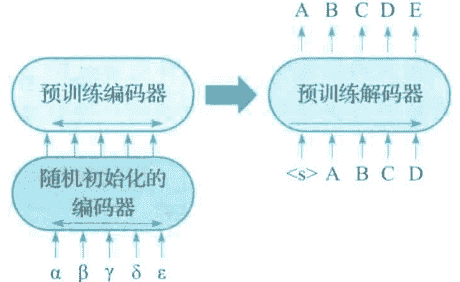 A B C D E
预训练编码器
预训练解码器
<s> A B C D
随机初始化的
编码器
α β γ δ ε